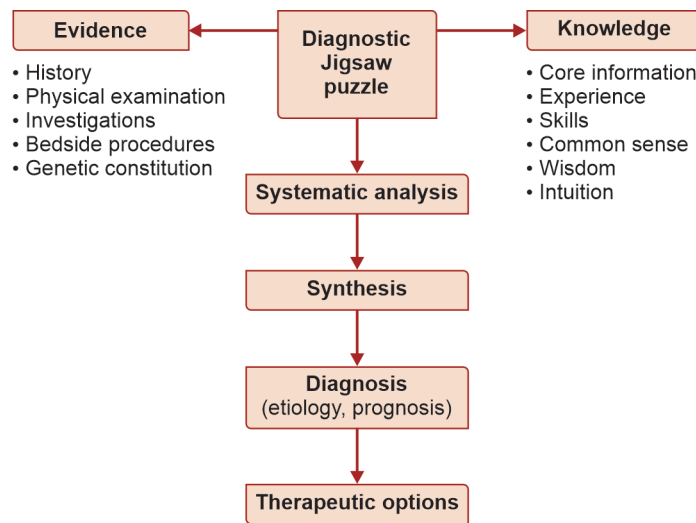 Evidence
• History
• Physical examination
• Investigations
• Bedside procedures
• Genetic constitution
Diagnostic
Jigsaw
puzzle
Knowledge
• Core information
• Experience
• Skills
• Common sense
• Wisdom
• Intuition
Systematic analysis
Synthesis
Diagnosis
(etiology, prognosis)
Therapeutic options